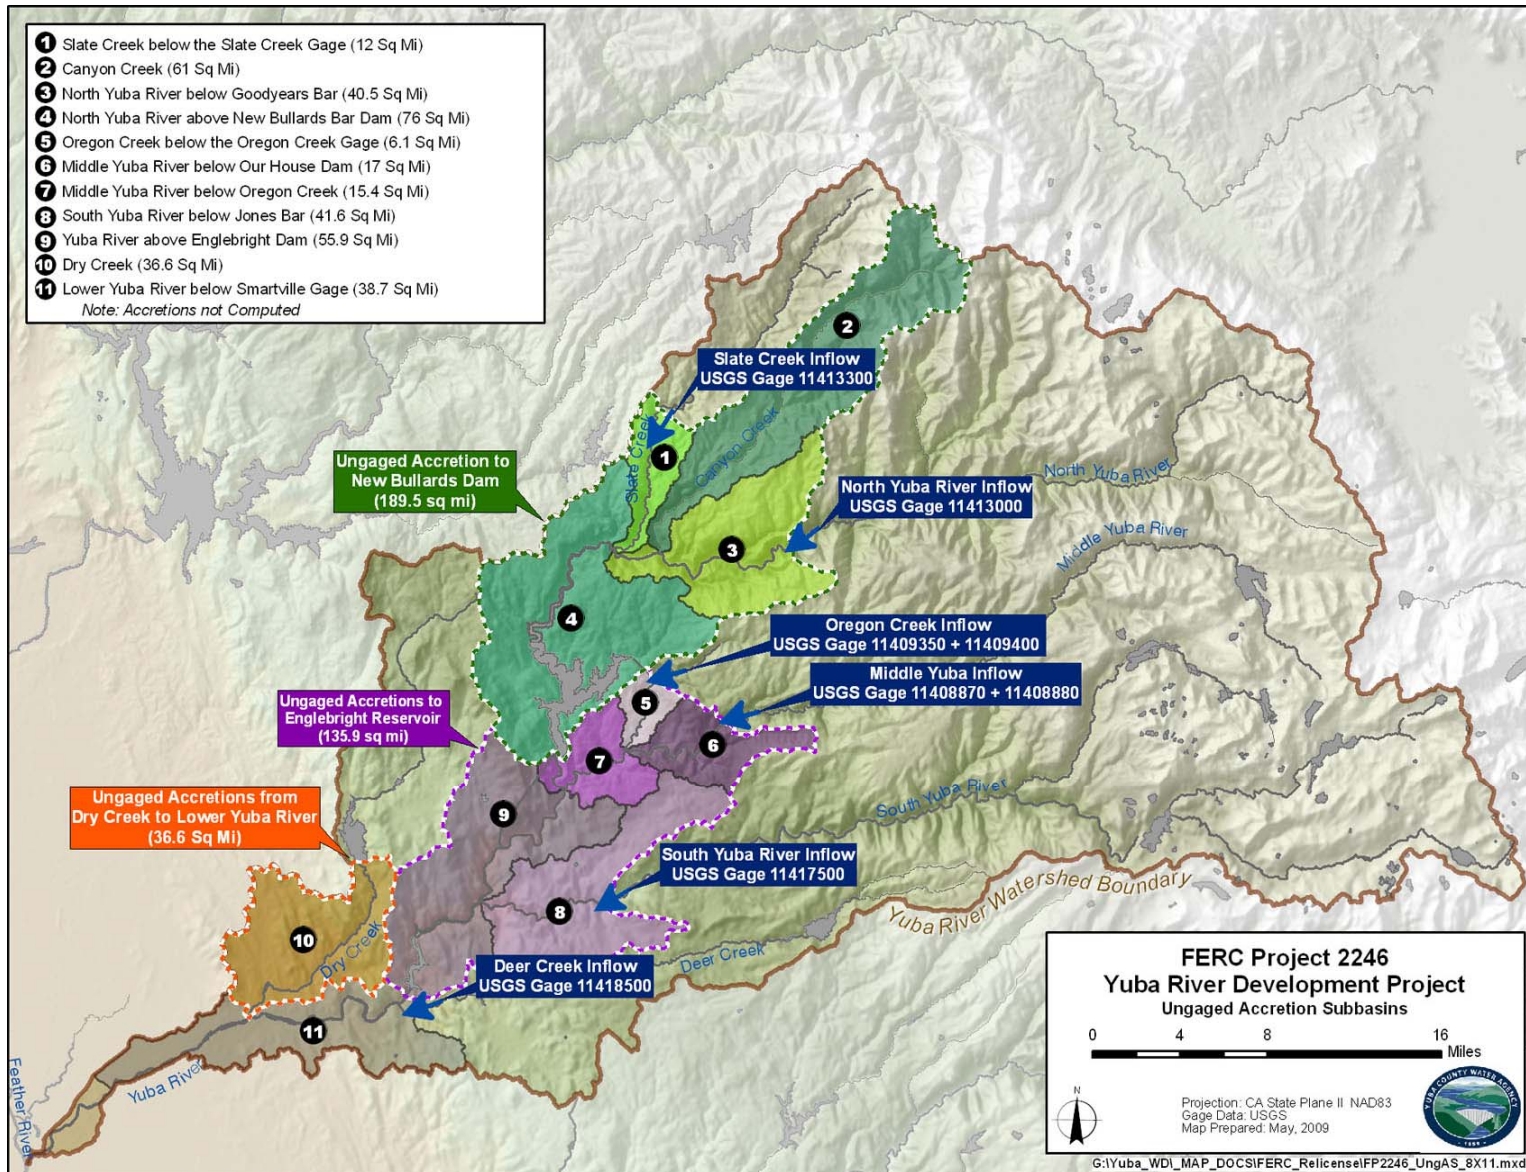 1 Slate Creek below the Slate Creek Gage (12 Sq Mi)
2 Canyon Creek (61 Sq Mi)
3 North Yuba River below Goodyears Bar (40.5 Sq Mi)
4 North Yuba River above New Bullards Bar Dam (76 Sq Mi)
5 Oregon Creek below the Oregon Creek Gage (6.1 Sq Mi)
6 Middle Yuba River below Our House Dam (17 Sq Mi)
7 Middle Yuba River below Oregon Creek (15.4 Sq Mi)
8 South Yuba River below Jones Bar (41.6 Sq Mi)
9 Yuba River above Englebright Dam (55.9 Sq Mi)
10 Dry Creek (36.6 Sq Mi)
11 Lower Yuba River below Smartville Gage (38.7 Sq Mi)
Note: Accretions not Computed
2
Slate Creek Inflow
USGS Gage 11413300
Slate Creek
Canyon Creek
1
Ungaged Accretion to
New Bullards Dam
(189.5 sq mi)
North Yuba River
North Yuba River Inflow
USGS Gage 11413000
Middle Yuba River
3
4
Oregon Creek Inflow
USGS Gage 11409350 + 11409400
Middle Yuba Inflow
USGS Gage 11408870 + 11408880
Ungaged Accretions to
Englebright Reservoir
(135.9 sq mi)
5
6
7
9
South Yuba River
Ungaged Accretions from
Dry Creek to Lower Yuba River
(36.6 Sq Mi)
South Yuba River Inflow
USGS Gage 11417500
Yuba River Watershed Boundary
8
10
Dry Creek
Deer Creek
Deer Creek Inflow
USGS Gage 11418500
11
Yuba River
Feather River
FERC Project 2246
Yuba River Development Project
Ungaged Accretion Subbasins
0 4 8 16
Miles
N
Projection: CA State Plane II NAD83
Gage Data: USGS
Map Prepared: May, 2009
YUBA COUNTY WATER AGENCY
1959
G:\Yuba_WD\_MAP_DOCS\FERC_Relicense\FP2246_UngAS_8X11.mxd